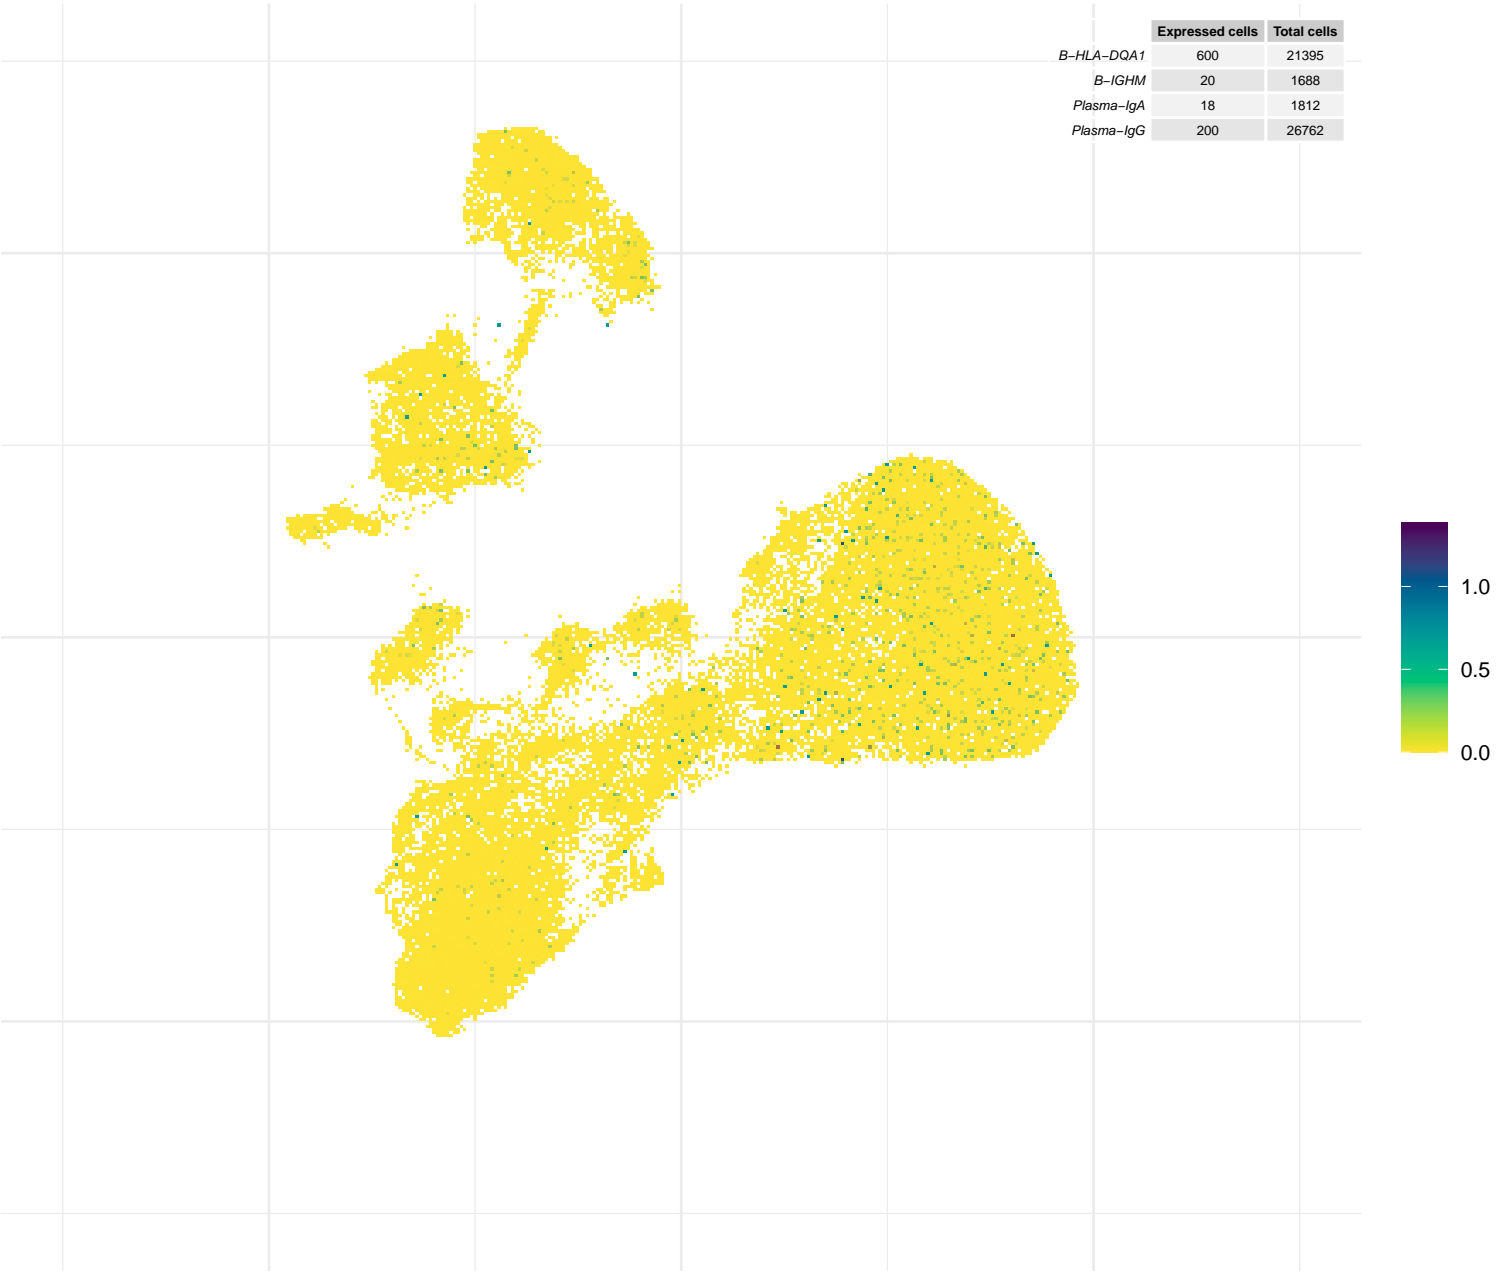 Expressed cells Total cells
B−HLA−DQA1 600 21395
B−IGHM 20 1688
Plasma−IgA 18 1812
Plasma−IgG 200 26762
1.0
0.5
0.0